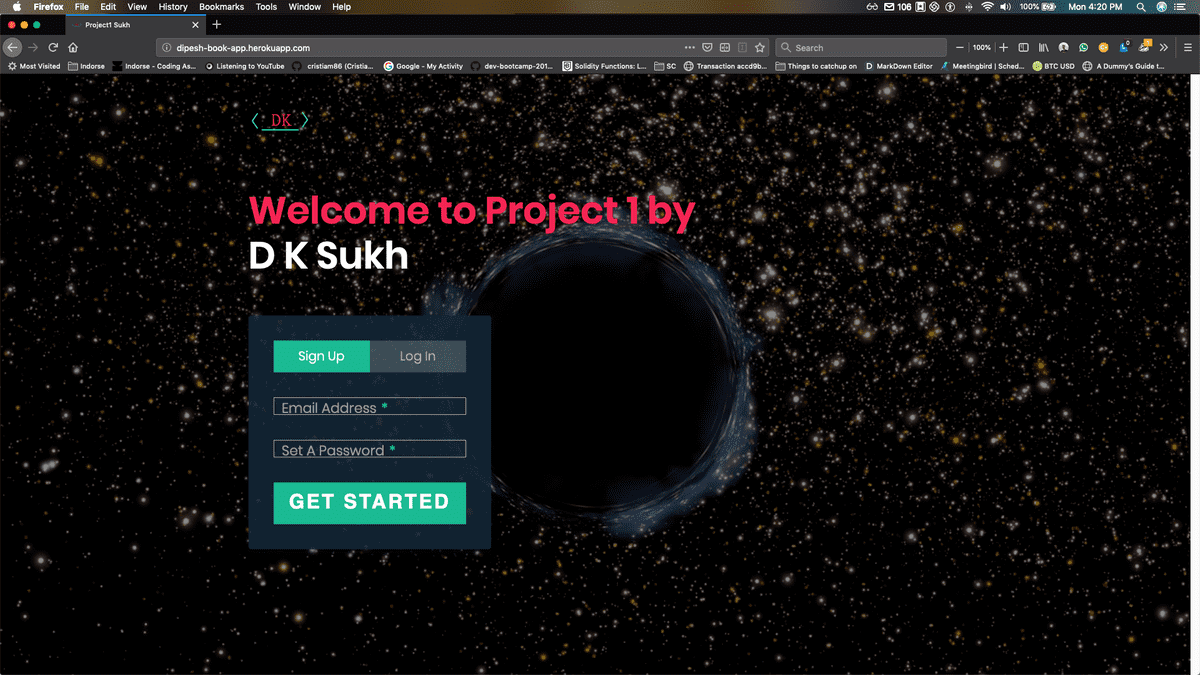 Firefox File Edit View History Bookmarks Tools Window Help 106 100% Mon 4:20 PM
Project1 Sukh
dipesh-book-app.herokuapp.com Search 100%
Most Visited Indorse Indorse - Coding As... Listening to YouTube cristiam86 (Cristia... Google - My Activity dev-bootcamp-201... Solidity Functions: L... SC Transaction accd9b... Things to catchup on MarkDown Editor Meetingbird | Sched... BTC USD A Dummy's Guide t...
DK
Welcome to Project 1 by
D K Sukh
Sign Up Log In
Email Address *
Set A Password *
GET STARTED